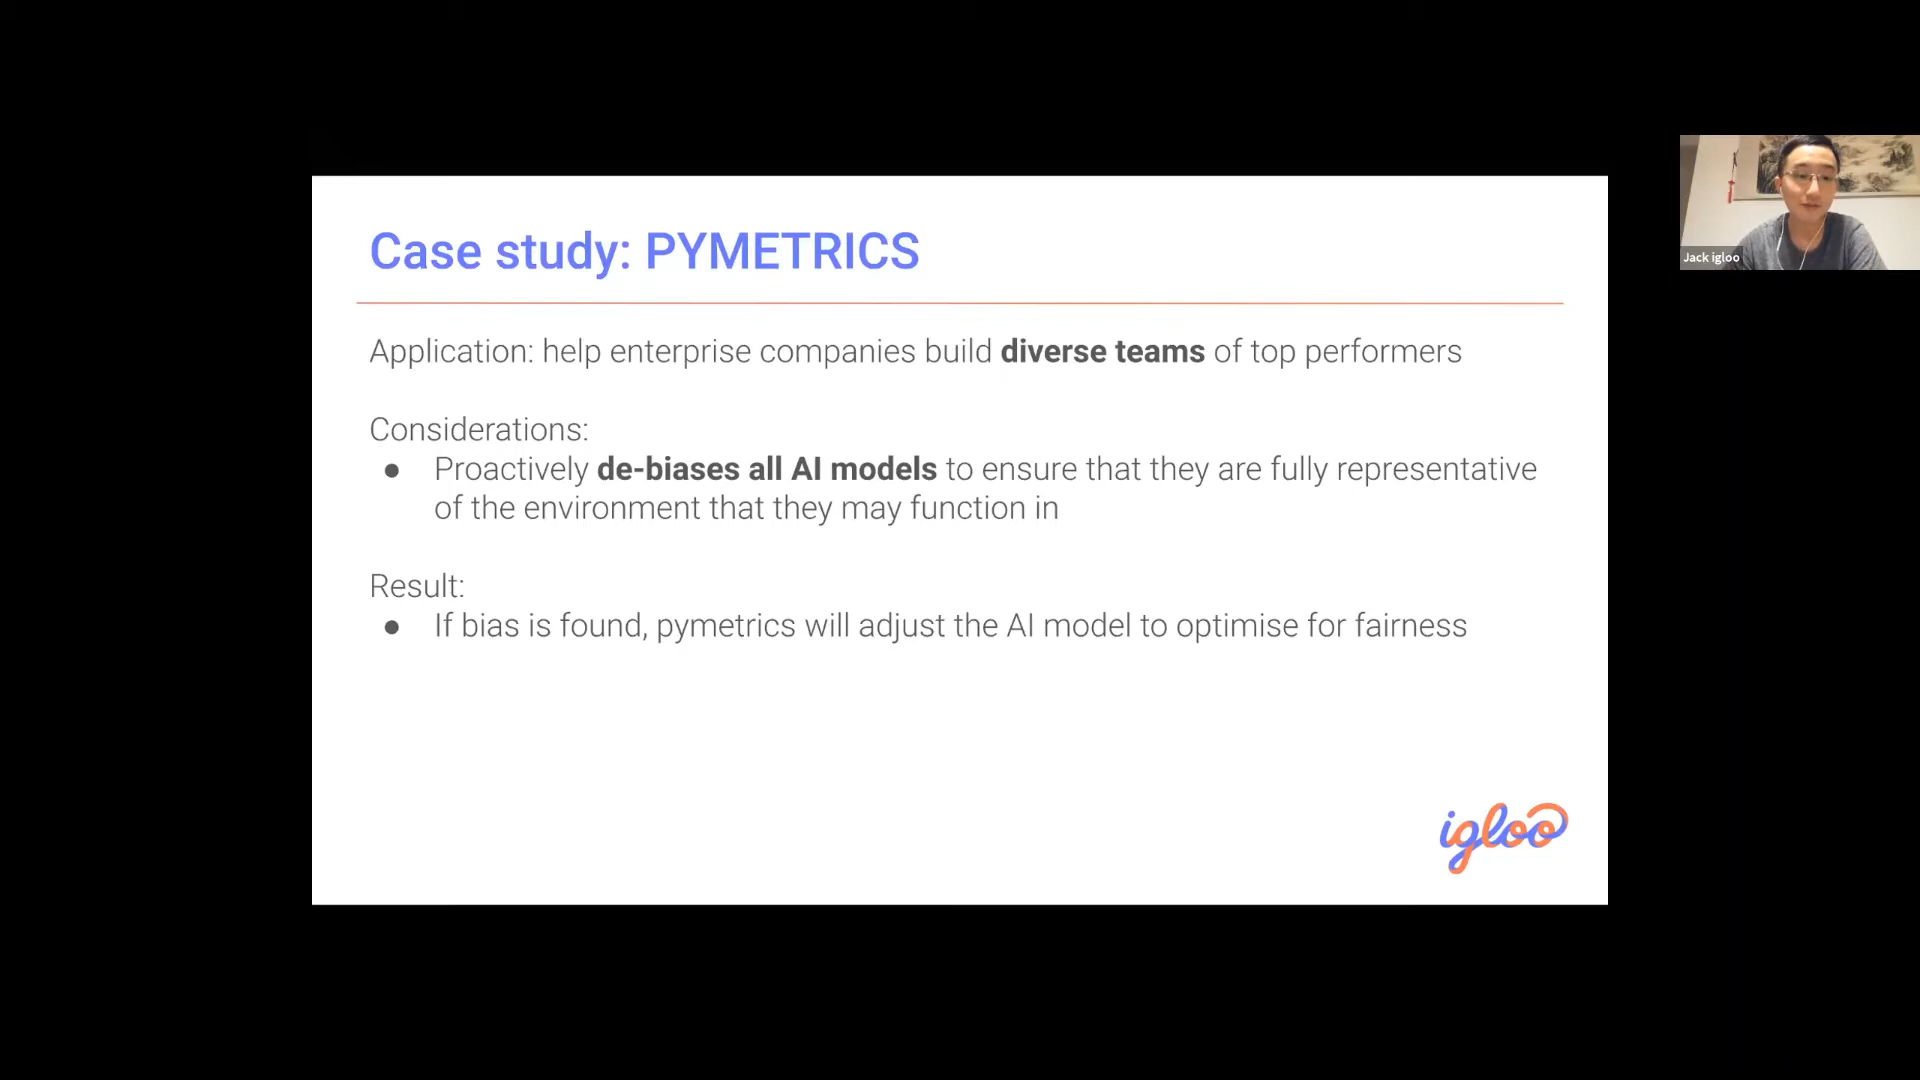 Case study: PYMETRICS
Application: help enterprise companies build diverse teams of top performers
Considerations:
● Proactively de-biases all AI models to ensure that they are fully representative
of the environment that they may function in
Result:
● If bias is found, pymetrics will adjust the AI model to optimise for fairness
igloo
Jack igloo